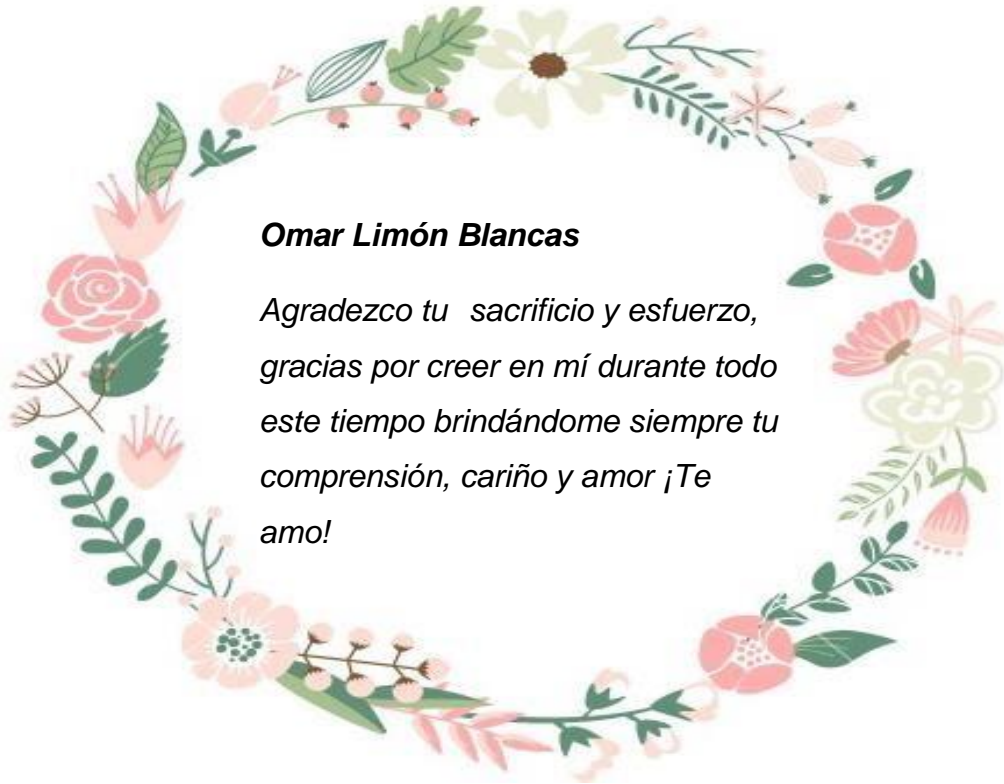 Omar Limón Blancas
Agradezco tu sacrificio y esfuerzo,
gracias por creer en mí durante todo
este tiempo brindándome siempre tu
comprensión, cariño y amor ¡Te
amo!